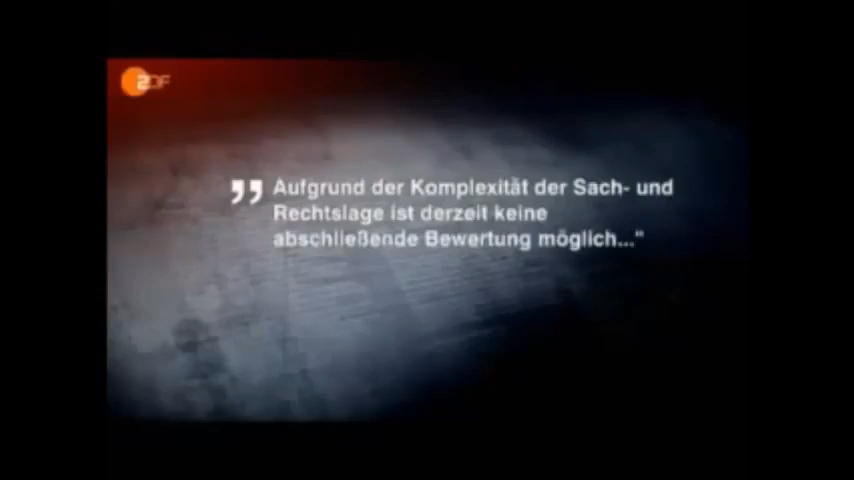 ZDF
„Aufgrund der Komplexität der Sach- und
Rechtslage ist derzeit keine
abschließende Bewertung möglich...“